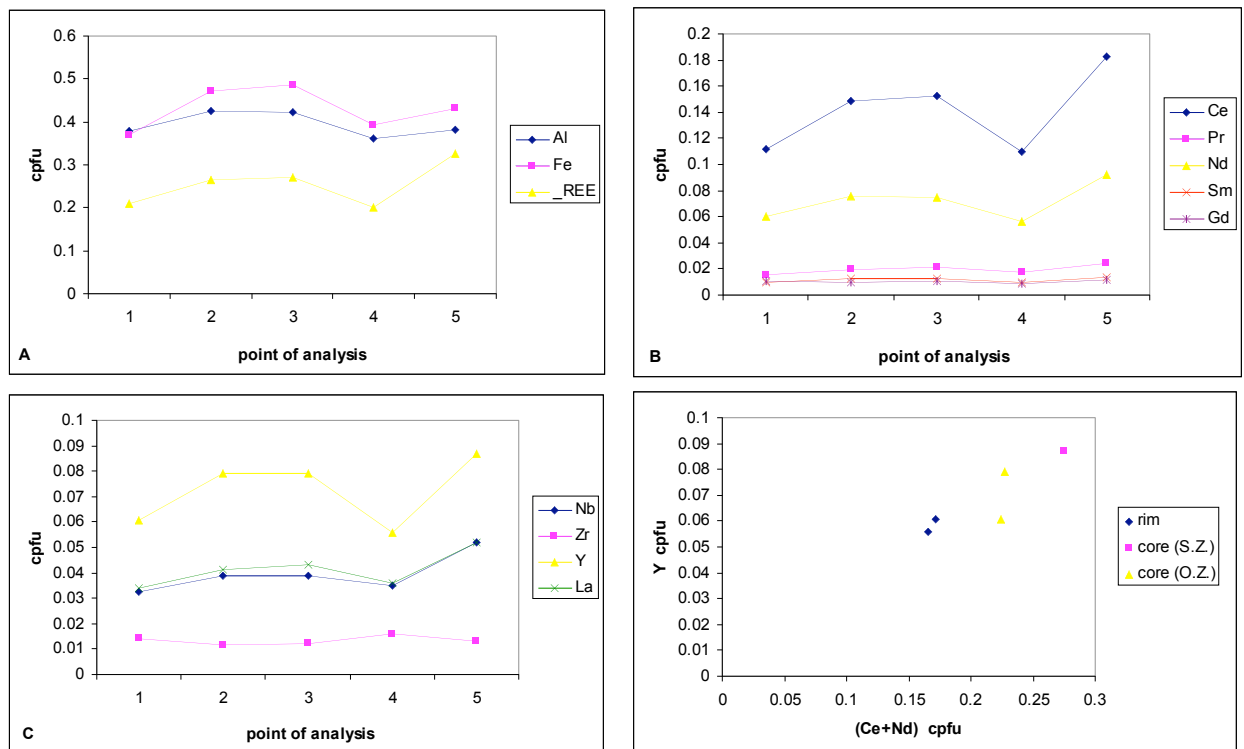 0.6
0.5
0.4
0.3
0.2
0.1
0
cpfu
1 2 3 4 5
point of analysis
A
Al
Fe
_REE
0.2
0.18
0.16
0.14
0.12
0.1
0.08
0.06
0.04
0.02
0
cpfu
1 2 3 4 5
point of analysis
B
Ce
Pr
Nd
Sm
Gd
0.1
0.09
0.08
0.07
0.06
0.05
0.04
0.03
0.02
0.01
0
cpfu
1 2 3 4 5
point of analysis
C
Nb
Zr
Y
La
0.1
0.09
0.08
0.07
0.06
0.05
0.04
0.03
0.02
0.01
0
Y cpfu
0 0.05 0.1 0.15 0.2 0.25 0.3
(Ce+Nd) cpfu
rim
core (S.Z.)
core (O.Z.)